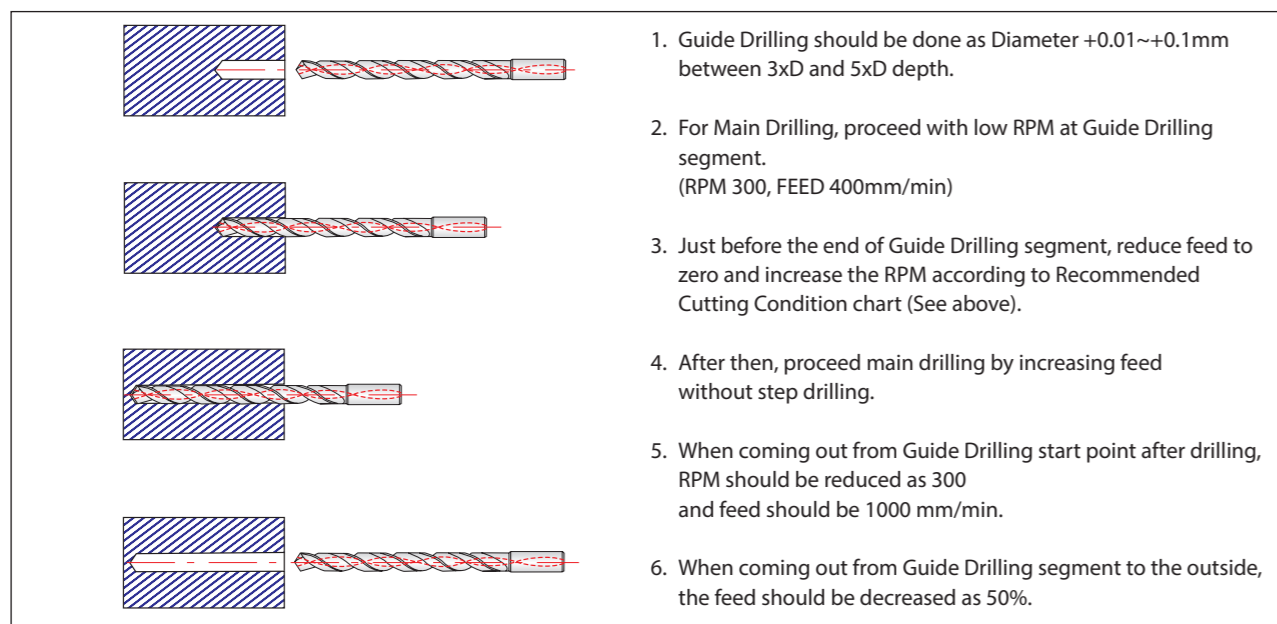 1. Guide Drilling should be done as Diameter +0.01~+0.1mm
between 3xD and 5xD depth.
2. For Main Drilling, proceed with low RPM at Guide Drilling
segment.
(RPM 300, FEED 400mm/min)
3. Just before the end of Guide Drilling segment, reduce feed to
zero and increase the RPM according to Recommended
Cutting Condition chart (See above).
4. After then, proceed main drilling by increasing feed
without step drilling.
5. When coming out from Guide Drilling start point after drilling,
RPM should be reduced as 300
and feed should be 1000 mm/min.
6. When coming out from Guide Drilling segment to the outside,
the feed should be decreased as 50%.